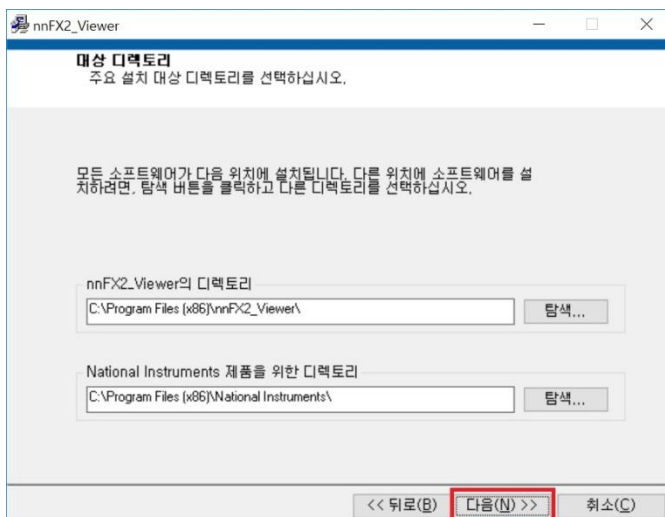 nnFX2_Viewer
대상 디렉토리
주요 설치 대상 디렉토리를 선택하십시오.
모든 소프트웨어가 다음 위치에 설치됩니다. 다른 위치에 소프트웨어를 설
치하려면, 탐색 버튼을 클릭하고 다른 디렉토리를 선택하십시오.
nnFX2_Viewer의 디렉토리
C:\Program Files (x86)\nnFX2_Viewer\
탐색...
National Instruments 제품을 위한 디렉토리
C:\Program Files (x86)\National Instruments\
탐색...
<< 뒤로(B)
다음(N) >>
취소(C)